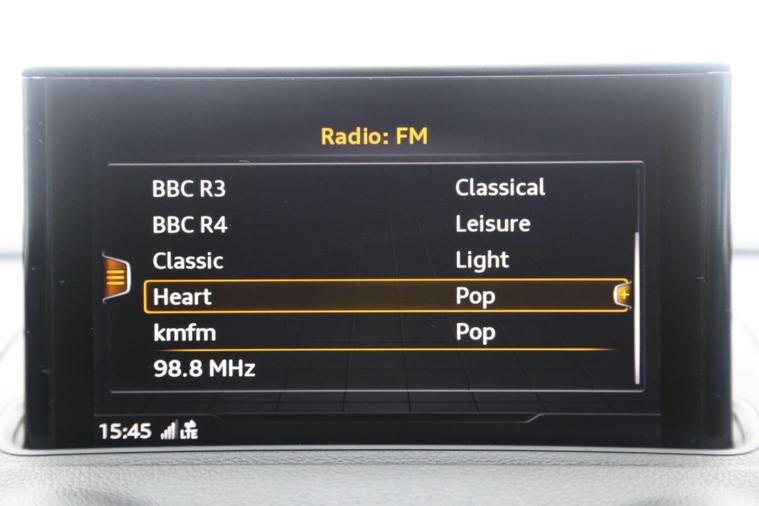 Radio: FM
BBC R3 Classical
BBC R4 Leisure
Classic Light
Heart Pop
kmfm Pop
98.8 MHz
15:45 LTE